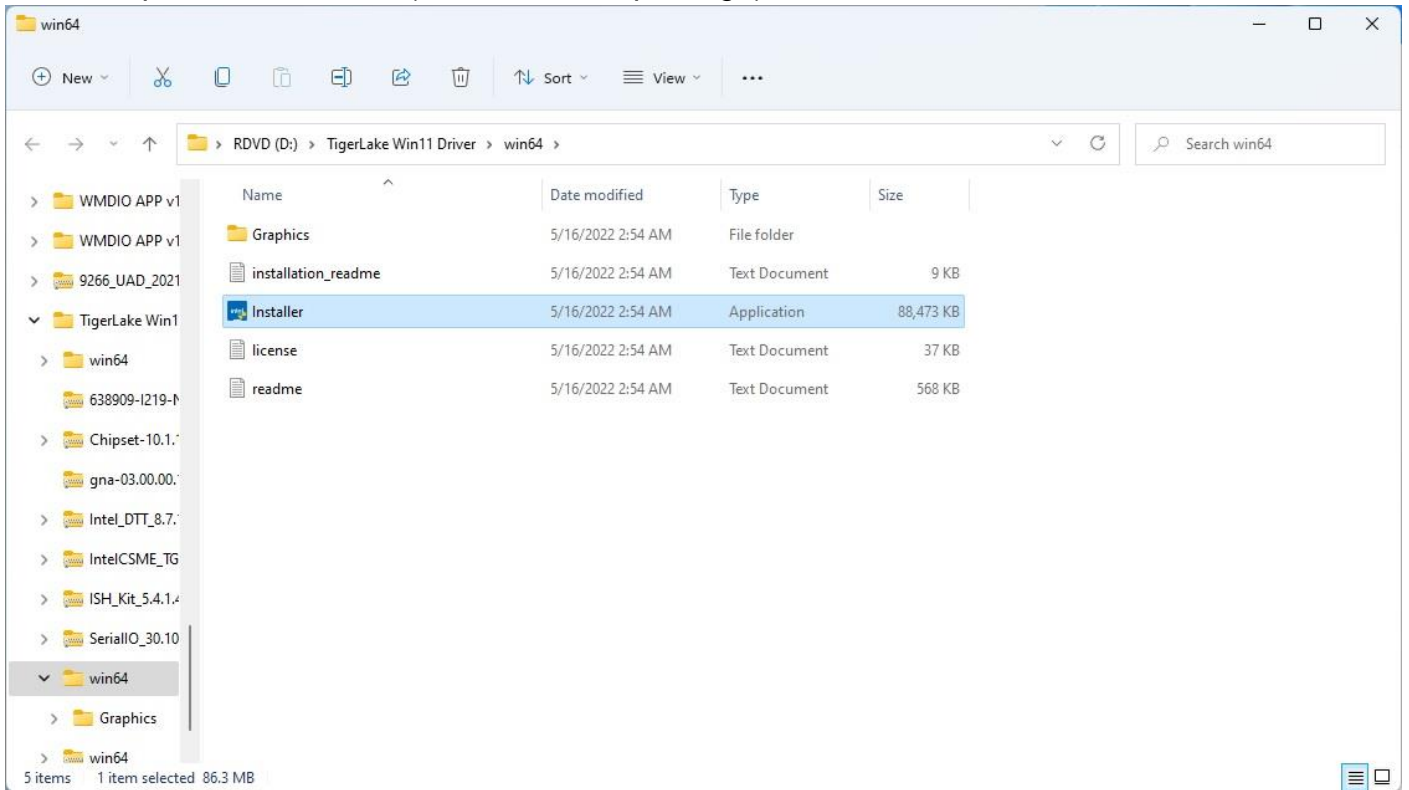 win64
New Sort View
RDVD (D:) > TigerLake Win11 Driver > win64 > Search win64
Name Date modified Type Size
WMDIO APP v1
WMDIO APP v1
9266_UAD_2021
TigerLake Win1
win64
638909-I219-N
Chipset-10.1.1
gna-03.00.00.
Intel_DTT_8.7.
IntelCSME_TG
ISH_Kit_5.4.1.4
SerialIO_30.10
win64
Graphics
win64
Graphics 5/16/2022 2:54 AM File folder
installation_readme 5/16/2022 2:54 AM Text Document 9 KB
Installer 5/16/2022 2:54 AM Application 88,473 KB
license 5/16/2022 2:54 AM Text Document 37 KB
readme 5/16/2022 2:54 AM Text Document 568 KB
5 items 1 item selected 86.3 MB